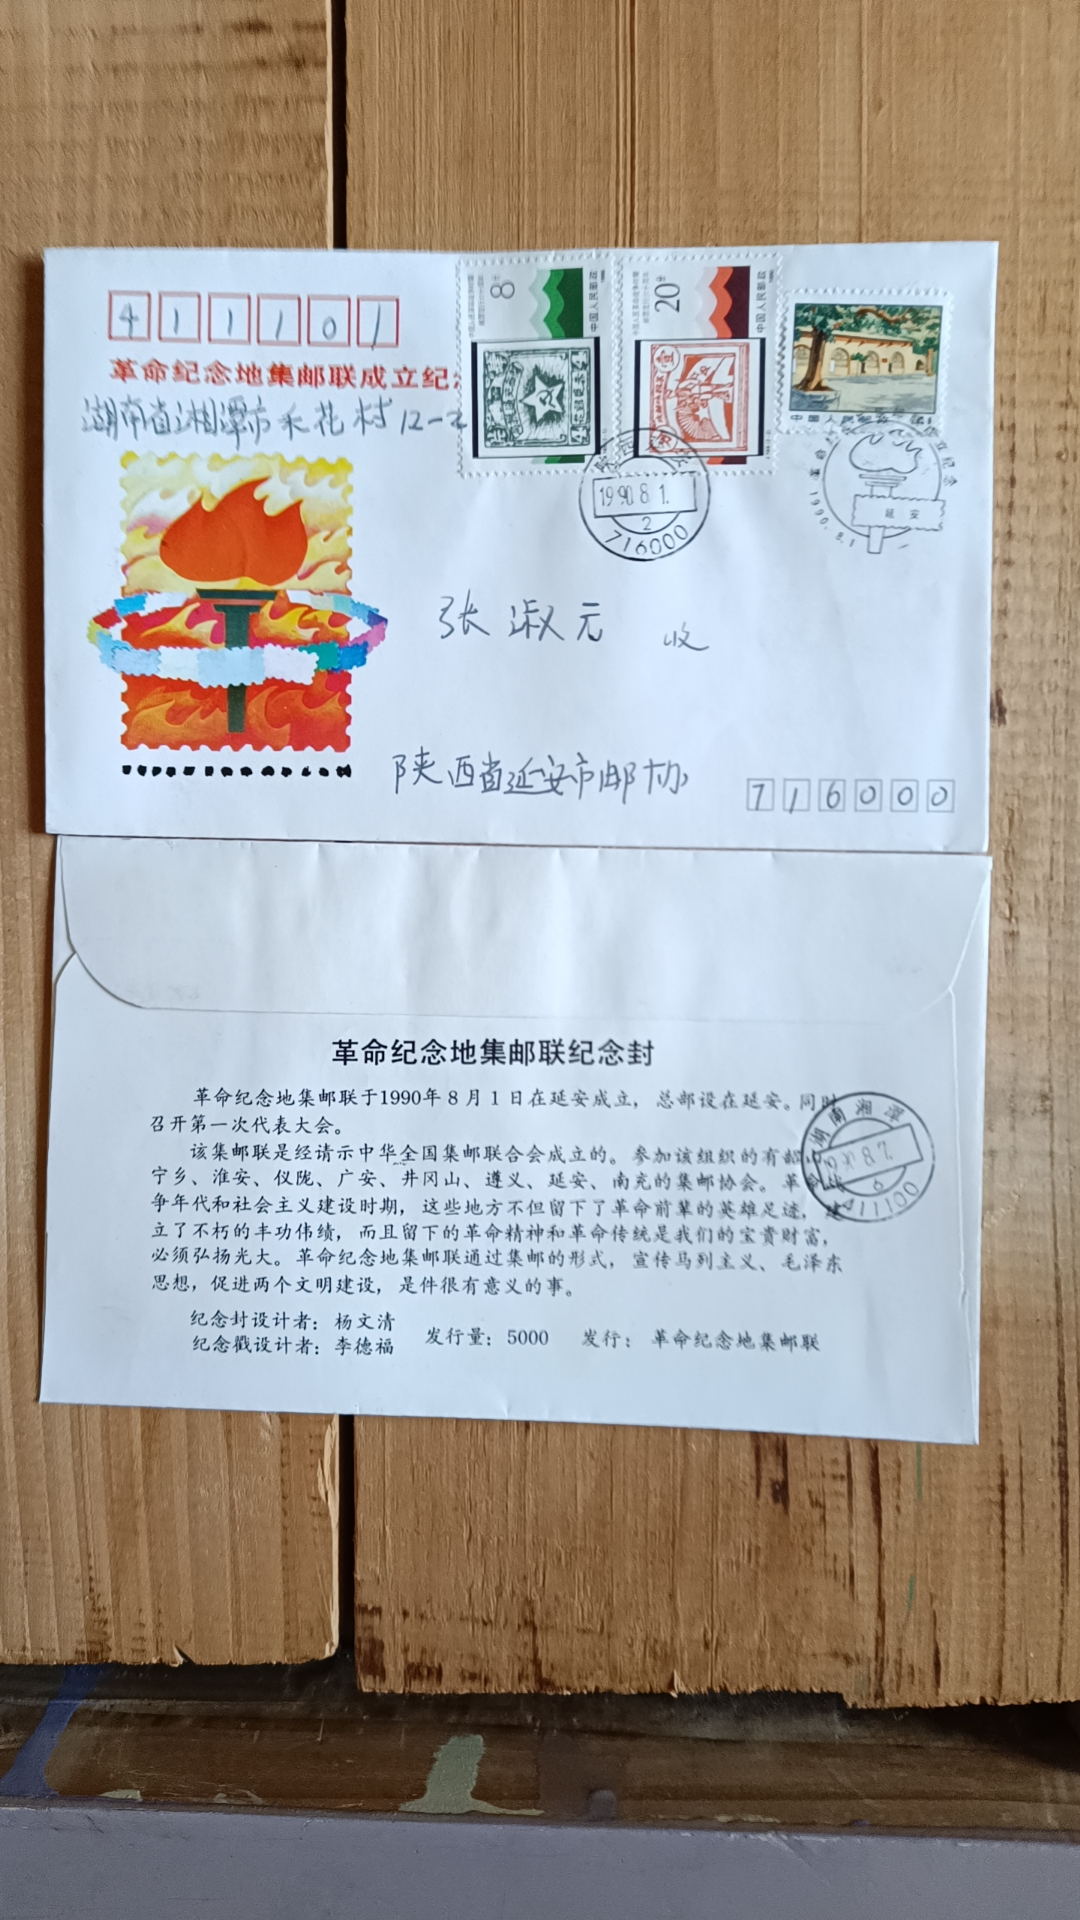 411101
革命纪念地集邮联成立纪念
湖南省湘潭市禾花村12-2
8分
中国人民邮政
20分
中国人民邮政
陕西
1990.8.1.
2
716000
延安
1990.8.1
张淑元 收
陕西省延安市邮协
716000
革命纪念地集邮联纪念封
革命纪念地集邮联于1990年8月1日在延安成立，总邮设在延安。同时
召开第一次代表大会。
该集邮联是经请示中华全国集邮联合会成立的。参加该组织的有韶山、
宁乡、淮安、仪陇、广安、井冈山、遵义、延安、南充的集邮协会。革命战
争年代和社会主义建设时期，这些地方不但留下了革命前辈的英雄足迹，建
立了不朽的丰功伟绩，而且留下的革命精神和革命传统是我们的宝贵财富，
必须弘扬光大。革命纪念地集邮联通过集邮的形式，宣传马列主义、毛泽东
思想，促进两个文明建设，是件很有意义的事。
纪念封设计者：杨文清
纪念戳设计者：李德福 发行量：5000 发行：革命纪念地集邮联
湖南湘潭
1990.8.7.
6
411100